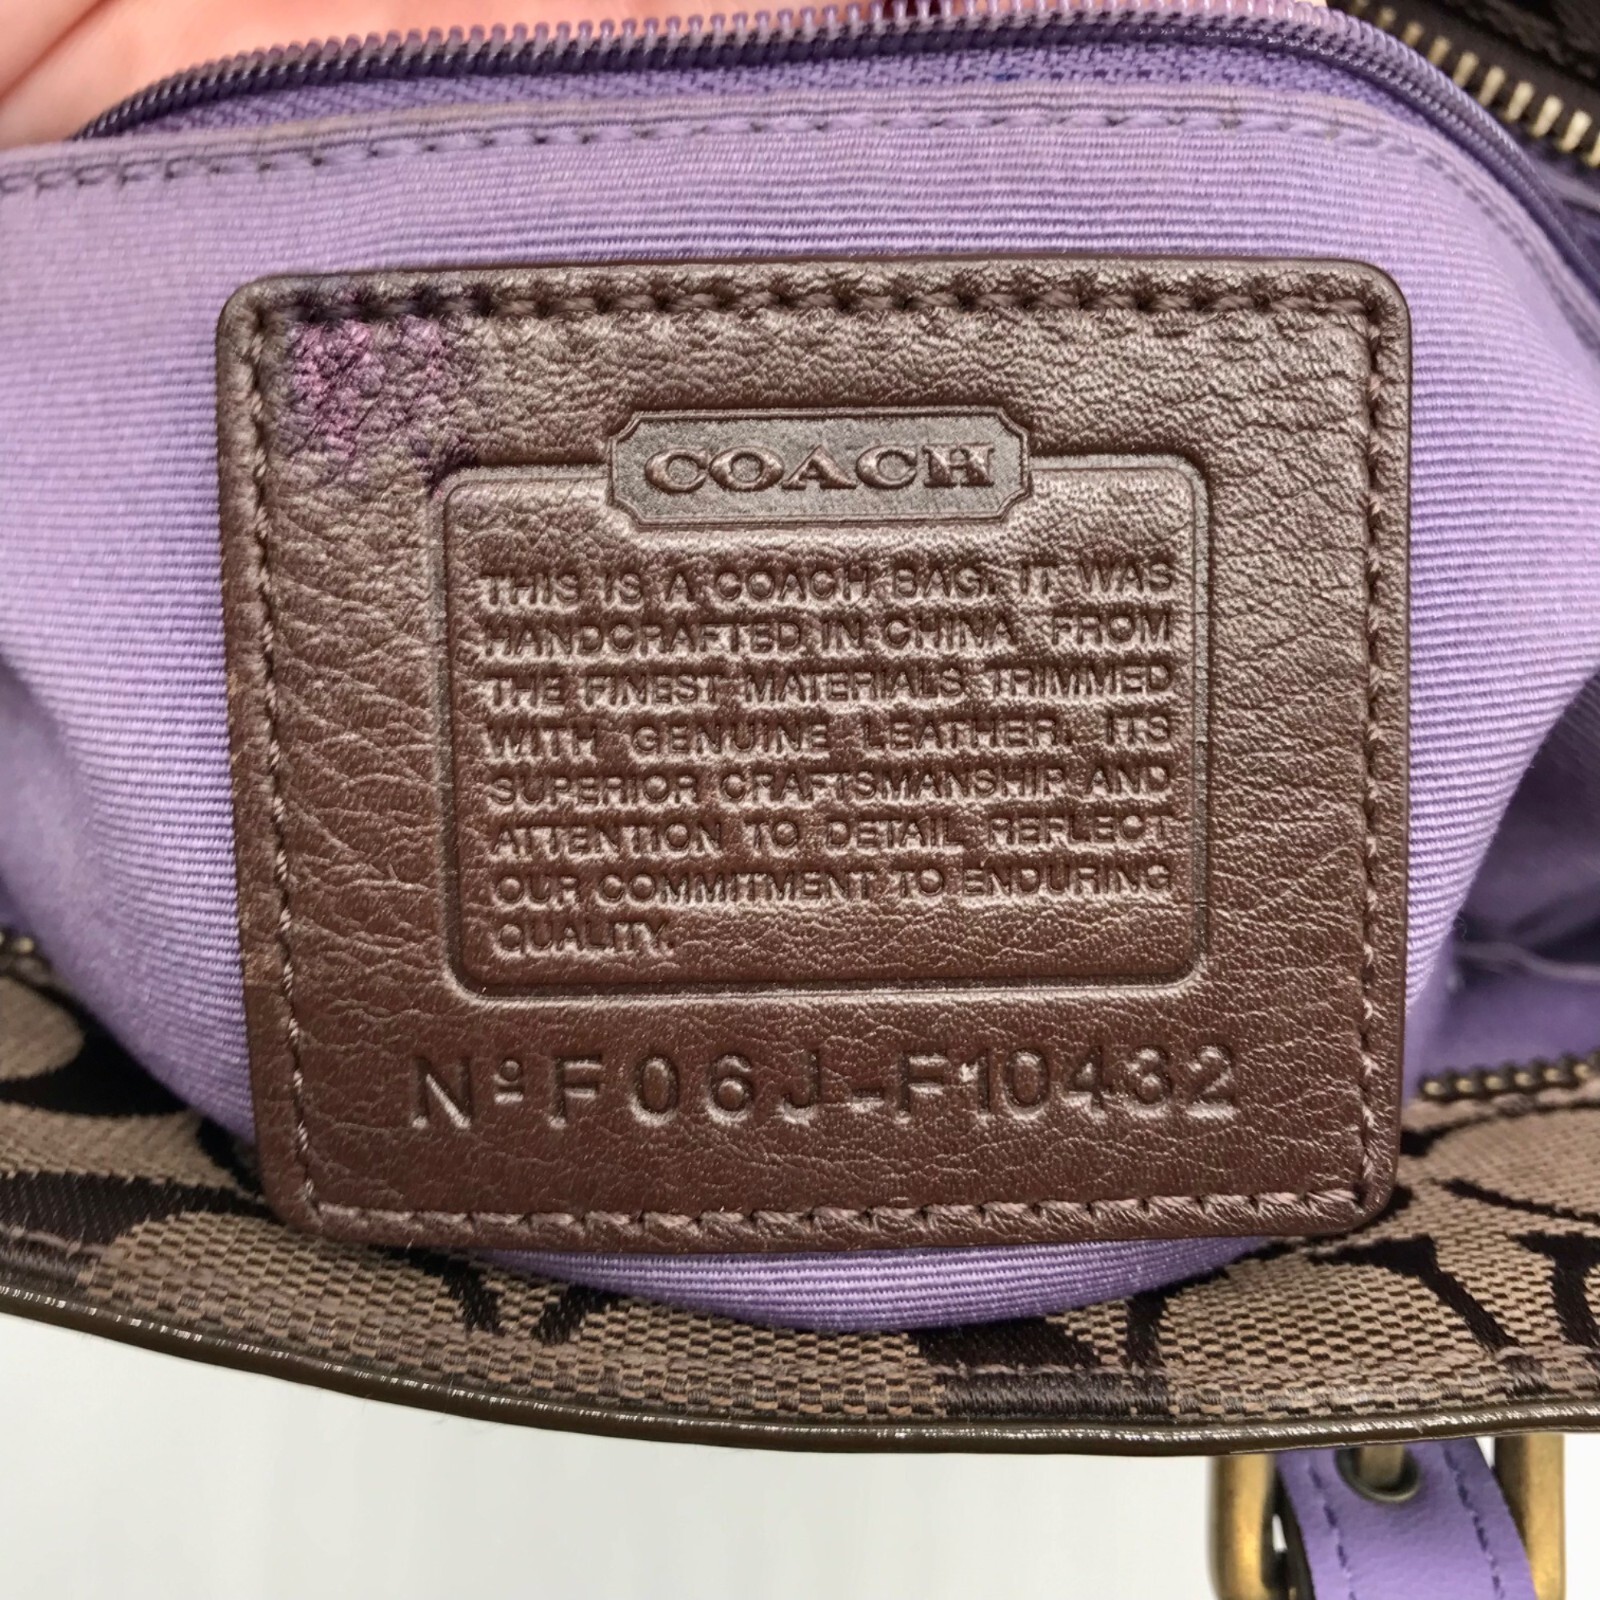 COACH
THIS IS A COACH BAG. IT WAS
HANDCRAFTED IN CHINA FROM
THE FINEST MATERIALS TRIMMED
WITH GENUINE LEATHER. ITS
SUPERIOR CRAFTSMANSHIP AND
ATTENTION TO DETAIL REFLECT
OUR COMMITMENT TO ENDURING
QUALITY.
Nº F06J-F10432